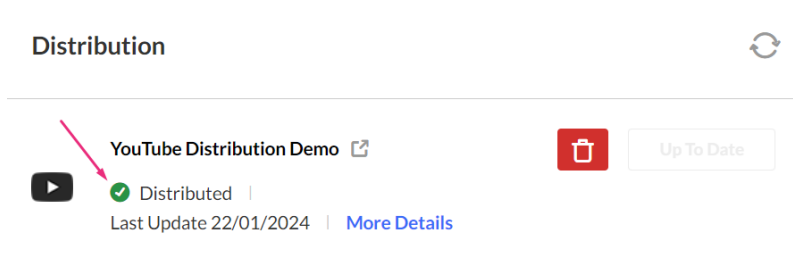 Distribution
YouTube Distribution Demo
Up To Date
Distributed
Last Update 22/01/2024 | More Details